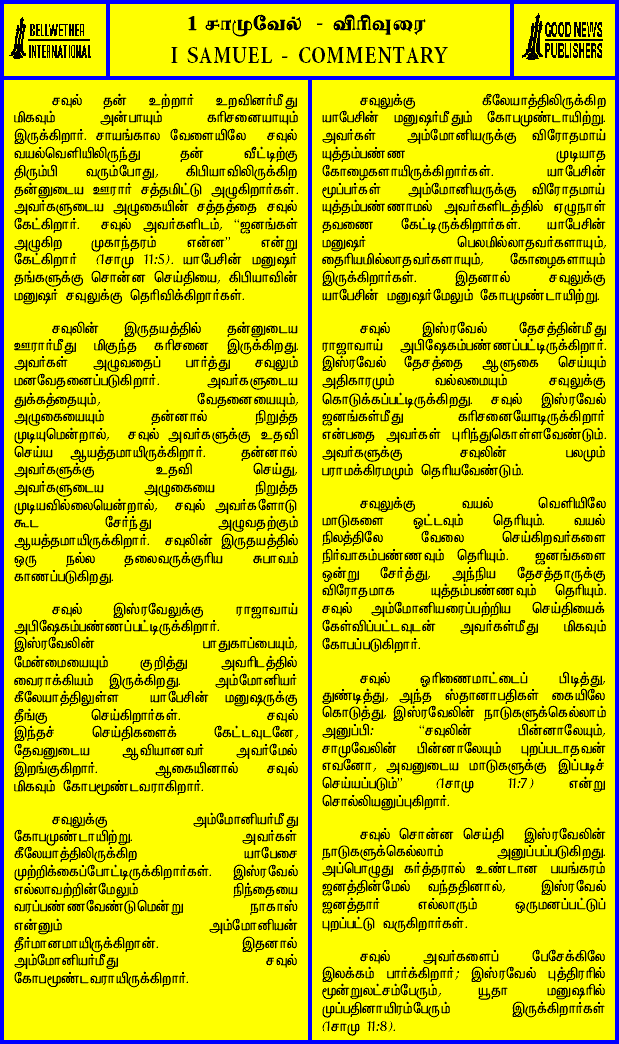 BELLWETHER
INTERNATIONAL
1 சாமுவேல் - விரிவுரை
I SAMUEL - COMMENTARY
GOOD NEWS
PUBLISHERS
சவுல் தன் உற்றார் உறவினர்மீது
மிகவும் அன்பாயும் கரிசனையாயும்
இருக்கிறார். சாயங்கால வேளையிலே சவுல்
வயல்வெளியிலிருந்து தன் வீட்டிற்கு
திரும்பி வரும்போது, கிபியாவிலிருக்கிற
தன்னுடைய ஊரார் சத்தமிட்டு அழுகிறார்கள்.
அவர்களுடைய அழுகையின் சத்தத்தை சவுல்
கேட்கிறார். சவுல் அவர்களிடம், “ஜனங்கள்
அழுகிற முகாந்தரம் என்ன” என்று
கேட்கிறார் (1சாமு 11:5). யாபேசின் மனுஷர்
தங்களுக்கு சொன்ன செய்தியை, கிபியாவின்
மனுஷர் சவுலுக்கு தெரிவிக்கிறார்கள்.
சவுலின் இருதயத்தில் தன்னுடைய
ஊரார்மீது மிகுந்த கரிசனை இருக்கிறது.
அவர்கள் அழுவதைப் பார்த்து சவுலும்
மனவேதனைப்படுகிறார். அவர்களுடைய
துக்கத்தையும், வேதனையையும்,
அழுகையையும் தன்னால் நிறுத்த
முடியுமென்றால், சவுல் அவர்களுக்கு உதவி
செய்ய ஆயத்தமாயிருக்கிறார். தன்னால்
அவர்களுக்கு உதவி செய்து,
அவர்களுடைய அழுகையை நிறுத்த
முடியவில்லையென்றால், சவுல் அவர்களோடு
கூட சேர்ந்து அழுவதற்கும்
ஆயத்தமாயிருக்கிறார். சவுலின் இருதயத்தில்
ஒரு நல்ல தலைவருக்குரிய சுபாவம்
காணப்படுகிறது.
சவுல் இஸ்ரவேலுக்கு ராஜாவாய்
அபிஷேகம்பண்ணப்பட்டிருக்கிறார்.
இஸ்ரவேலின் பாதுகாப்பையும்,
மேன்மையையும் குறித்து அவரிடத்தில்
வைராக்கியம் இருக்கிறது. அம்மோனியர்
கீலேயாத்திலுள்ள யாபேசின் மனுஷருக்கு
தீங்கு செய்கிறார்கள். சவுல்
இந்தச் செய்திகளைக் கேட்டவுடனே,
தேவனுடைய ஆவியானவர் அவர்மேல்
இறங்குகிறார். ஆகையினால் சவுல்
மிகவும் கோபமூண்டவராகிறார்.
சவுலுக்கு அம்மோனியர்மீது
கோபமுண்டாயிற்று. அவர்கள்
கீலேயாத்திலிருக்கிற யாபேசை
முற்றிக்கைப்போட்டிருக்கிறார்கள். இஸ்ரவேல்
எல்லாவற்றின்மேலும் நிந்தையை
வரப்பண்ணவேண்டுமென்று நாகாஸ்
என்னும் அம்மோனியன்
தீர்மானமாயிருக்கிறான். இதனால்
அம்மோனியர்மீது சவுல்
கோபமூண்டவராயிருக்கிறார்.
சவுலுக்கு கீலேயாத்திலிருக்கிற
யாபேசின் மனுஷர்மீதும் கோபமுண்டாயிற்று.
அவர்கள் அம்மோனியருக்கு விரோதமாய்
யுத்தம்பண்ண முடியாத
கோழைகளாயிருக்கிறார்கள். யாபேசின்
மூப்பர்கள் அம்மோனியருக்கு விரோதமாய்
யுத்தம்பண்ணாமல் அவர்களிடத்தில் ஏழுநாள்
தவணை கேட்டிருக்கிறார்கள். யாபேசின்
மனுஷர் பெலமில்லாதவர்களாயும்,
தைரியமில்லாதவர்களாயும், கோழைகளாயும்
இருக்கிறார்கள். இதனால் சவுலுக்கு
யாபேசின் மனுஷர்மேலும் கோபமுண்டாயிற்று.
சவுல் இஸ்ரவேல் தேசத்தின்மீது
ராஜாவாய் அபிஷேகம்பண்ணப்பட்டிருக்கிறார்.
இஸ்ரவேல் தேசத்தை ஆளுகை செய்யும்
அதிகாரமும் வல்லமையும் சவுலுக்கு
கொடுக்கப்பட்டிருக்கிறது. சவுல் இஸ்ரவேல்
ஜனங்கள்மீது கரிசனையோடிருக்கிறார்
என்பதை அவர்கள் புரிந்துகொள்ளவேண்டும்.
அவர்களுக்கு சவுலின் பலமும்
பராமக்கிரமமும் தெரியவேண்டும்.
சவுலுக்கு வயல் வெளியிலே
மாடுகளை ஓட்டவும் தெரியும். வயல்
நிலத்திலே வேலை செய்கிறவர்களை
நிர்வாகம்பண்ணவும் தெரியும். ஜனங்களை
ஒன்று சேர்த்து, அந்நிய தேசத்தாருக்கு
விரோதமாக யுத்தம்பண்ணவும் தெரியும்.
சவுல் அம்மோனியரைப்பற்றிய செய்தியைக்
கேள்விப்பட்டவுடன் அவர்கள்மீது மிகவும்
கோபப்படுகிறார்.
சவுல் ஓரிணைமாட்டைப் பிடித்து,
துண்டித்து, அந்த ஸ்தானாபதிகள் கையிலே
கொடுத்து, இஸ்ரவேலின் நாடுகளுக்கெல்லாம்
அனுப்பி: “சவுலின் பின்னாலேயும்,
சாமுவேலின் பின்னாலேயும் புறப்படாதவன்
எவனோ, அவனுடைய மாடுகளுக்கு இப்படிச்
செய்யப்படும்” (1சாமு 11:7) என்று
சொல்லியனுப்புகிறார்.
சவுல் சொன்ன செய்தி இஸ்ரவேலின்
நாடுகளுக்கெல்லாம் அனுப்பப்படுகிறது.
அப்பொழுது கர்த்தரால் உண்டான பயங்கரம்
ஜனத்தின்மேல் வந்ததினால், இஸ்ரவேல்
ஜனத்தார் எல்லாரும் ஒருமனப்பட்டுப்
புறப்பட்டு வருகிறார்கள்.
சவுல் அவர்களைப் பேசேக்கிலே
இலக்கம் பார்க்கிறார்; இஸ்ரவேல் புத்திரரில்
மூன்றுலட்சம்பேரும், யூதா மனுஷரில்
முப்பதினாயிரம்பேரும் இருக்கிறார்கள்
(1சாமு 11:8).